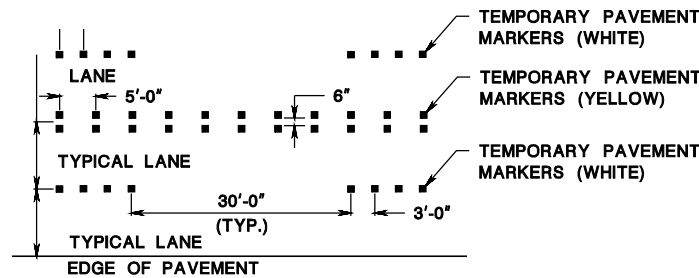 TEMPORARY PAVEMENT
MARKERS (WHITE)
LANE
5'-0"
6"
TEMPORARY PAVEMENT
MARKERS (YELLOW)
TYPICAL LANE
TEMPORARY PAVEMENT
MARKERS (WHITE)
30'-0"
(TYP.)
3'-0"
TYPICAL LANE
EDGE OF PAVEMENT